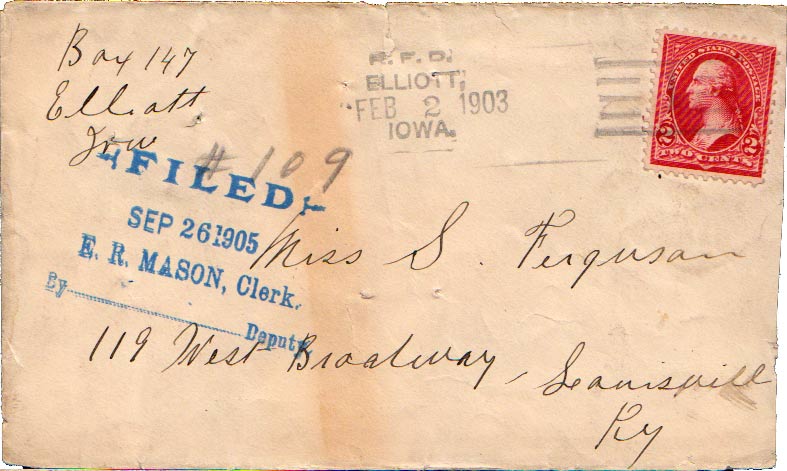 Box 147
Elliott
Iow
R.F.D.
ELLIOTT,
FEB 2 1903
IOWA.
UNITED STATES POSTAGE
2 2
TWO CENTS
# 109
FILED
SEP 26 1905
E. R. MASON, Clerk.
By Deputy.
Miss S. Ferguson
119 West Broadway, Louisvill
Ky